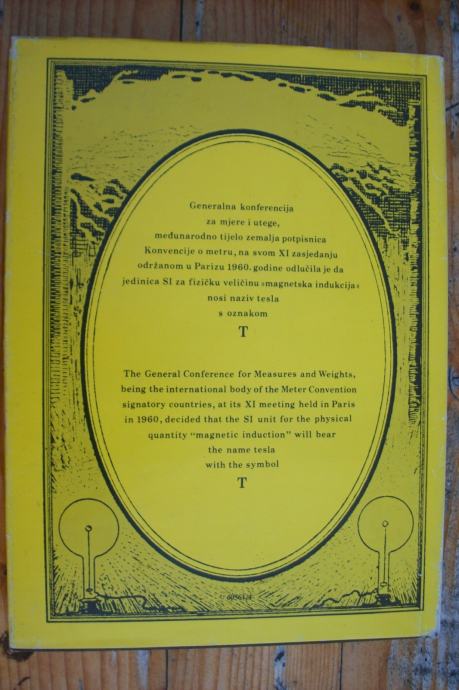 Generalna konferencija
za mjere i utege,
međunarodno tijelo zemalja potpisnica
Konvencije o metru, na svom XI zasjedanju
održanom u Parizu 1960. godine odlučila je da
jedinica SI za fizičku veličinu »magnetska indukcija«
nosi naziv tesla
s oznakom
T
The General Conference for Measures and Weights,
being the international body of the Meter Convention
signatory countries, at its XI meeting held in Paris
in 1960, decided that the SI unit for the physical
quantity “magnetic induction” will bear
the name tesla
with the symbol
T